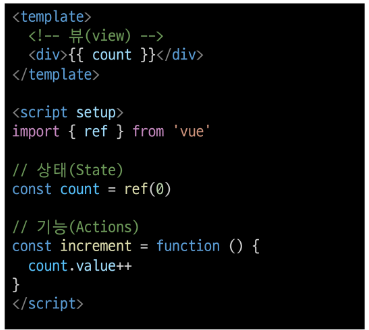 <template>
  <!-- 뷰(view) -->
  <div>{{ count }}</div>
</template>

<script setup>
import { ref } from 'vue'

// 상태(State)
const count = ref(0)

// 기능(Actions)
const increment = function () {
  count.value++
}
</script>